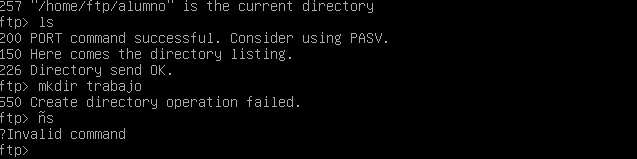 257 "/home/ftp/alumno" is the current directory
ftp> ls
200 PORT command successful. Consider using PASV.
150 Here comes the directory listing.
226 Directory send OK.
ftp> mkdir trabajo
550 Create directory operation failed.
ftp> ñs
?Invalid command
ftp>